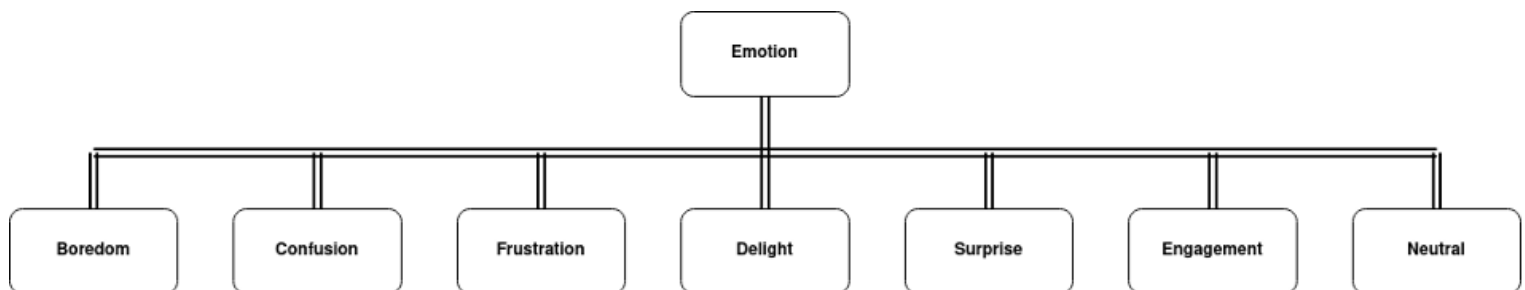 Emotion
Boredom
Confusion
Frustration
Delight
Surprise
Engagement
Neutral